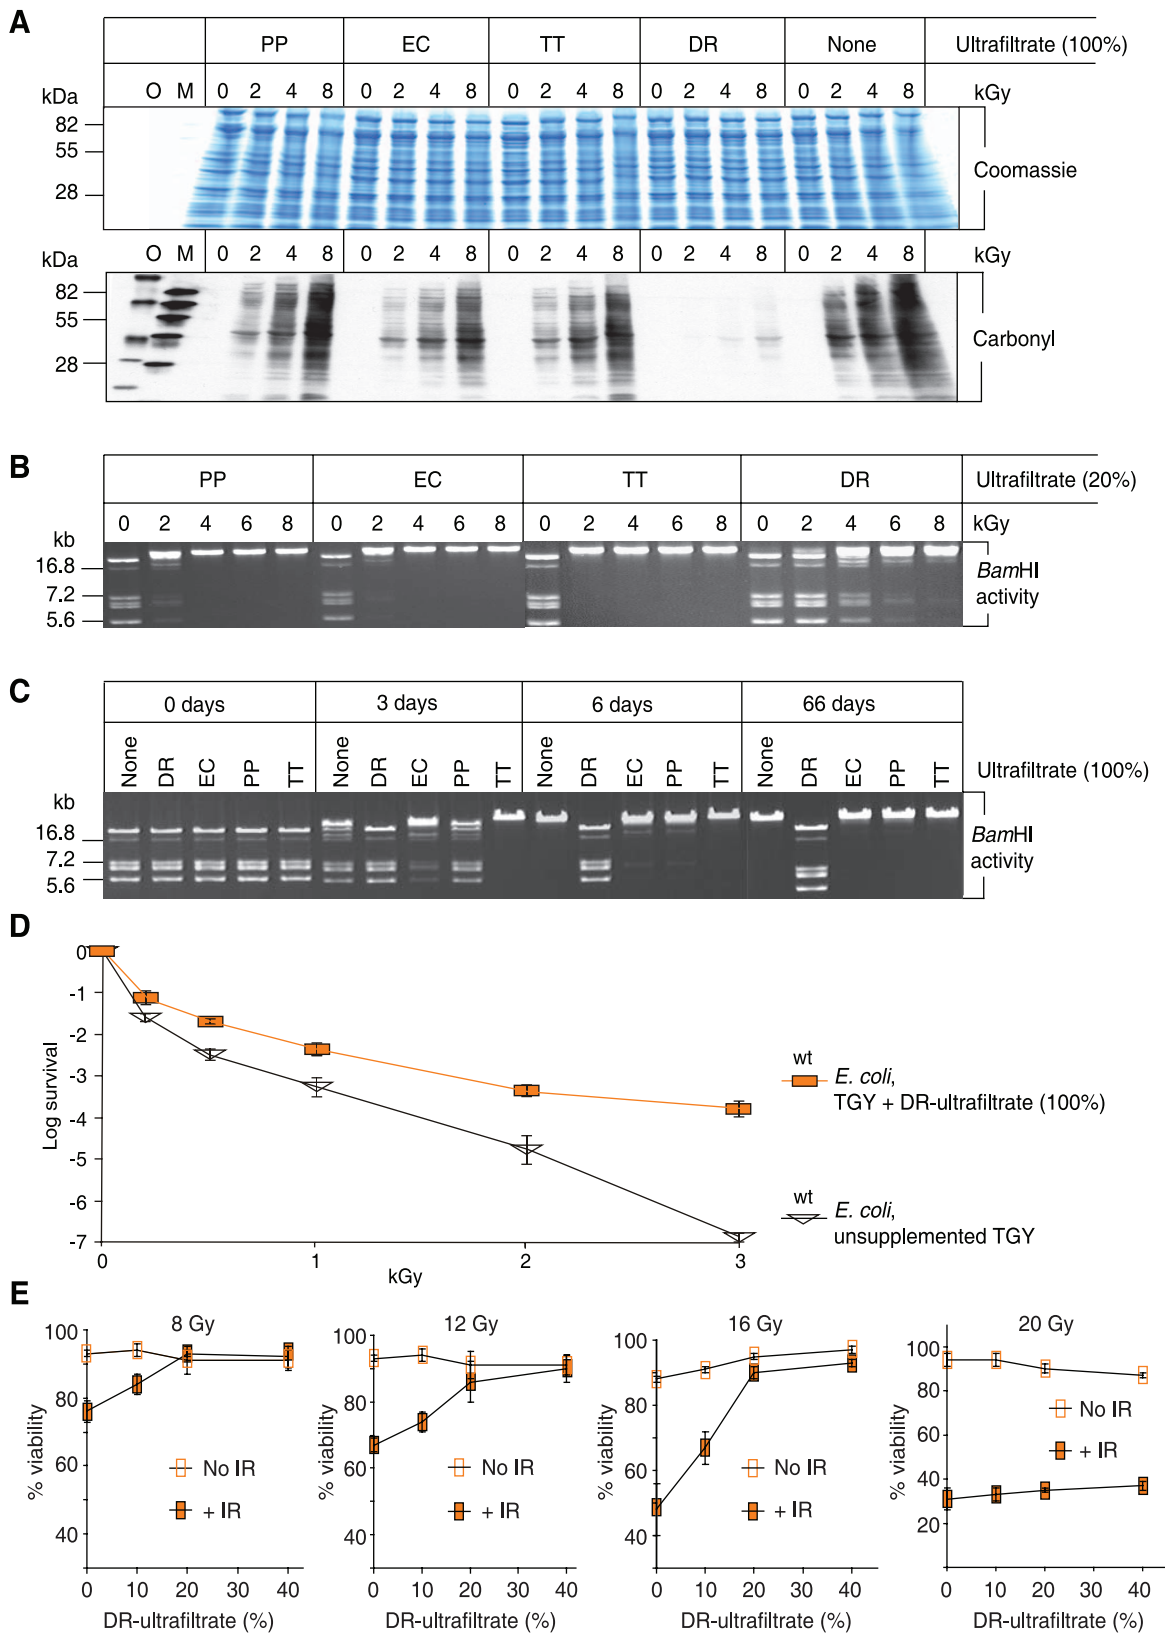 A
PP EC TT DR None Ultrafiltrate (100%)
kDa O M 0 2 4 8 0 2 4 8 0 2 4 8 0 2 4 8 0 2 4 8 kGy
82
55
28
Coomassie
kDa O M 0 2 4 8 0 2 4 8 0 2 4 8 0 2 4 8 0 2 4 8 kGy
82
55
28
Carbonyl
B
PP EC TT DR Ultrafiltrate (20%)
0 2 4 6 8 0 2 4 6 8 0 2 4 6 8 0 2 4 6 8 kGy
kb
16.8
7.2
5.6
BamHI
activity
C
0 days 3 days 6 days 66 days
None DR EC PP TT None DR EC PP TT None DR EC PP TT None DR EC PP TT Ultrafiltrate (100%)
kb
16.8
7.2
5.6
BamHI
activity
D
Log survival
0
-1
-2
-3
-4
-5
-6
-7
0 1 2 3
kGy
wt
E. coli,
TGY + DR-ultrafiltrate (100%)
wt
E. coli,
unsupplemented TGY
E
8 Gy
% viability
100
80
60
40
No IR
+ IR
0 10 20 30 40
DR-ultrafiltrate (%)
12 Gy
% viability
100
80
60
40
No IR
+ IR
0 10 20 30 40
DR-ultrafiltrate (%)
16 Gy
% viability
100
80
60
40
No IR
+ IR
0 10 20 30 40
DR-ultrafiltrate (%)
20 Gy
% viability
100
80
60
40
20
No IR
+ IR
0 10 20 30 40
DR-ultrafiltrate (%)